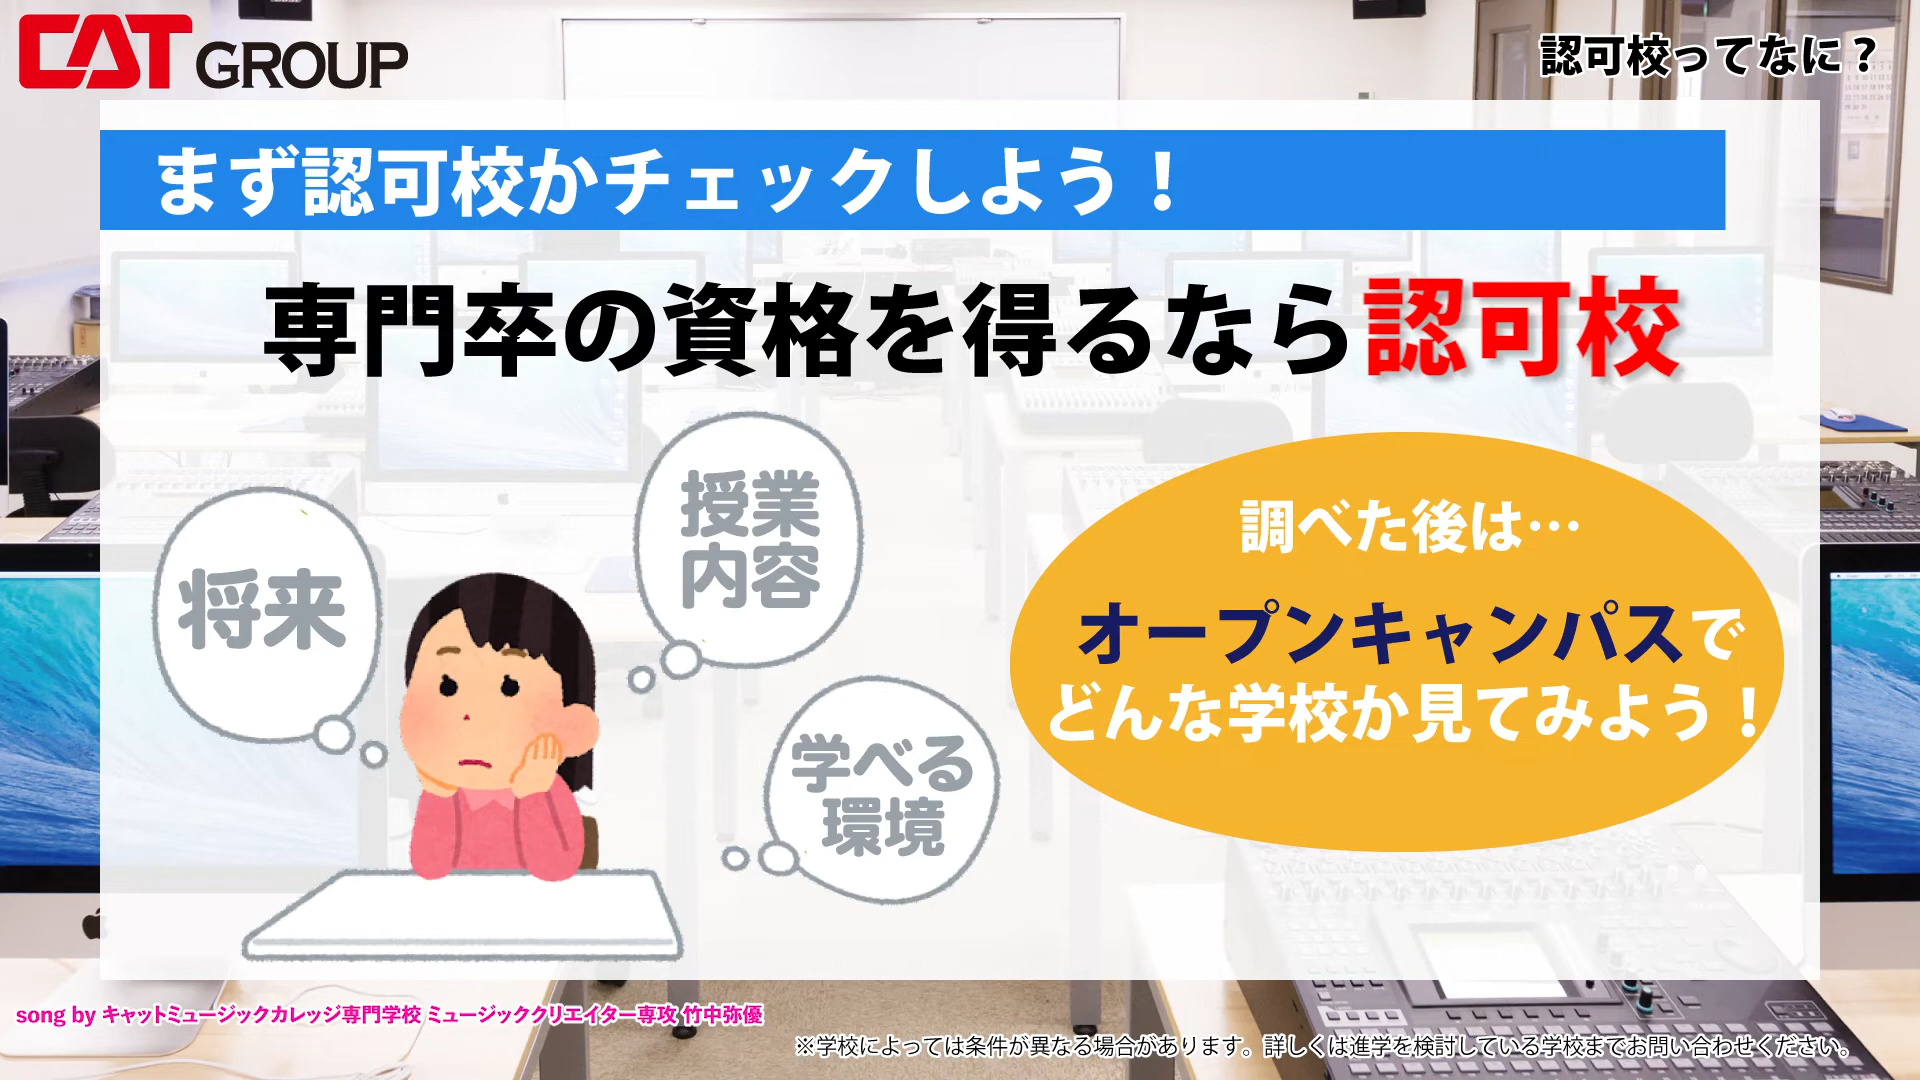 CAT GROUP
認可校ってなに？
まず認可校かチェックしよう！
専門卒の資格を得るなら認可校
将来
授業
内容
学べる
環境
調べた後は…
オープンキャンパスで
どんな学校か見てみよう！
song by キャットミュージックカレッジ専門学校 ミュージッククリエイター専攻 竹中弥優
※学校によっては条件が異なる場合があります。詳しくは進学を検討している学校までお問い合わせください。